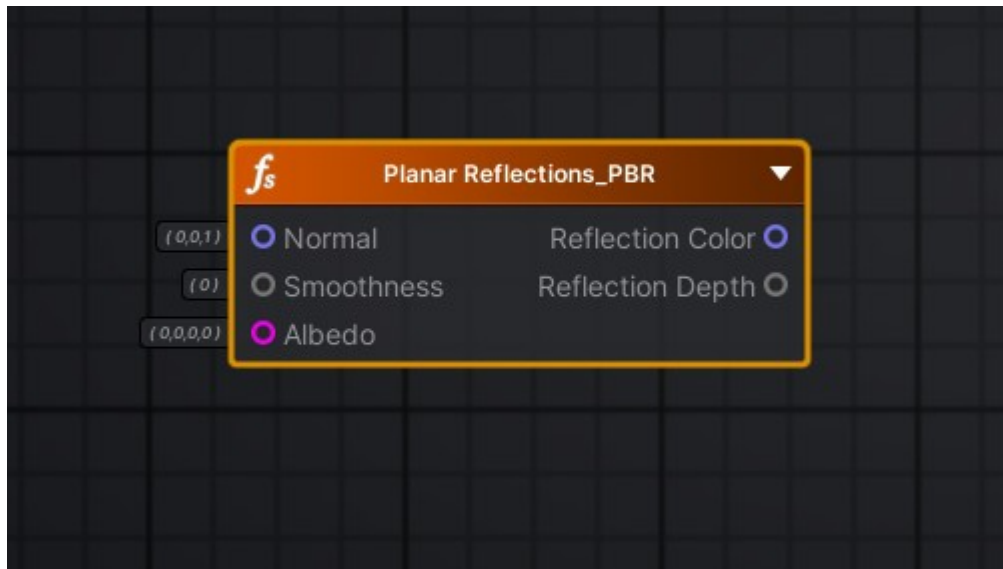 fs Planar Reflections_PBR
(0,0,1) Normal Reflection Color
(0) Smoothness Reflection Depth
(0,0,0,0) Albedo